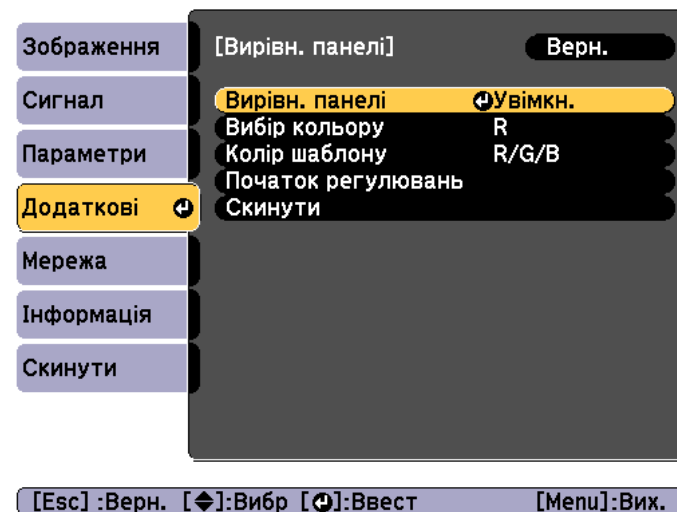 Зображення
Сигнал
Параметри
Додаткові
Мережа
Інформація
Скинути
[Вирівн. панелі] Верн.
Вирівн. панелі Увімкн.
Вибір кольору R
Колір шаблону R/G/B
Початок регулювань
Скинути
[Esc] :Верн. [◆]:Вибр [⏎]:Ввест [Menu]:Вих.